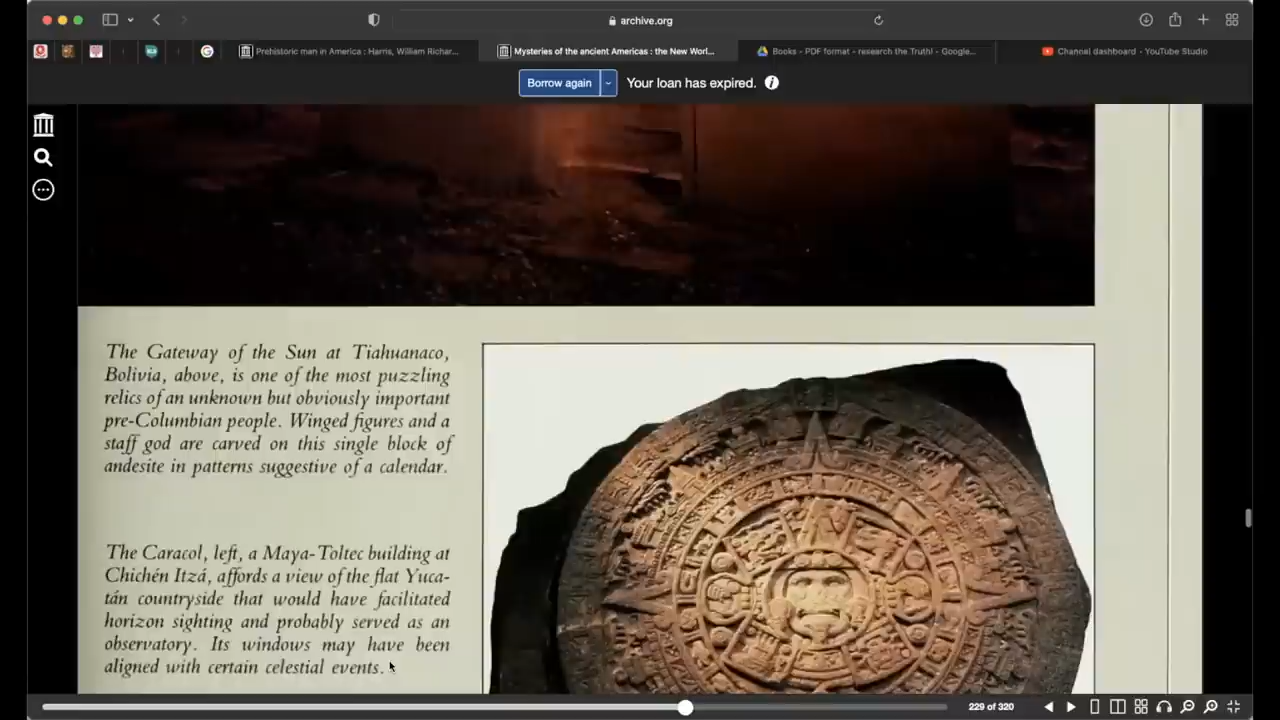 archive.org
Prehistoric man in America : Harris, William Richar...
Mysteries of the ancient Americas : the New Worl...
Books - PDF format - research the Truth! - Google...
Channel dashboard - YouTube Studio
Borrow again
Your loan has expired.
The Gateway of the Sun at Tiahuanaco,
Bolivia, above, is one of the most puzzling
relics of an unknown but obviously important
pre-Columbian people. Winged figures and a
staff god are carved on this single block of
andesite in patterns suggestive of a calendar.
The Caracol, left, a Maya-Toltec building at
Chichén Itzá, affords a view of the flat Yuca-
tán countryside that would have facilitated
horizon sighting and probably served as an
observatory. Its windows may have been
aligned with certain celestial events.
229 of 320